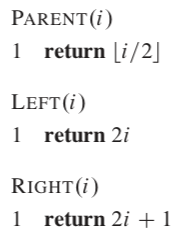 PARENT(i)
1 return ⌊i/2⌋
LEFT(i)
1 return 2i
RIGHT(i)
1 return 2i + 1